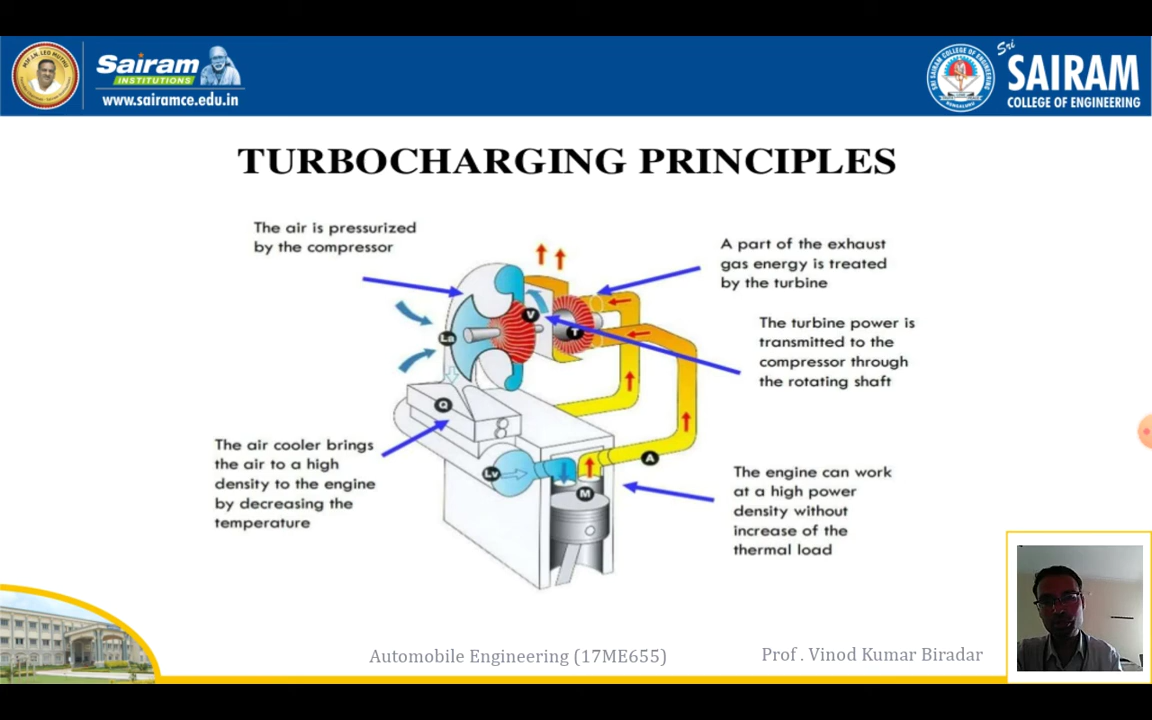 Sairam
INSTITUTIONS
www.sairamce.edu.in
Sri
SAIRAM
COLLEGE OF ENGINEERING
TURBOCHARGING PRINCIPLES
The air is pressurized
by the compressor
A part of the exhaust
gas energy is treated
by the turbine
The turbine power is
transmitted to the
compressor through
the rotating shaft
V
T
La
Q
The air cooler brings
the air to a high
density to the engine
by decreasing the
temperature
Lv
A
M
The engine can work
at a high power
density without
increase of the
thermal load
Automobile Engineering (17ME655)
Prof . Vinod Kumar Biradar